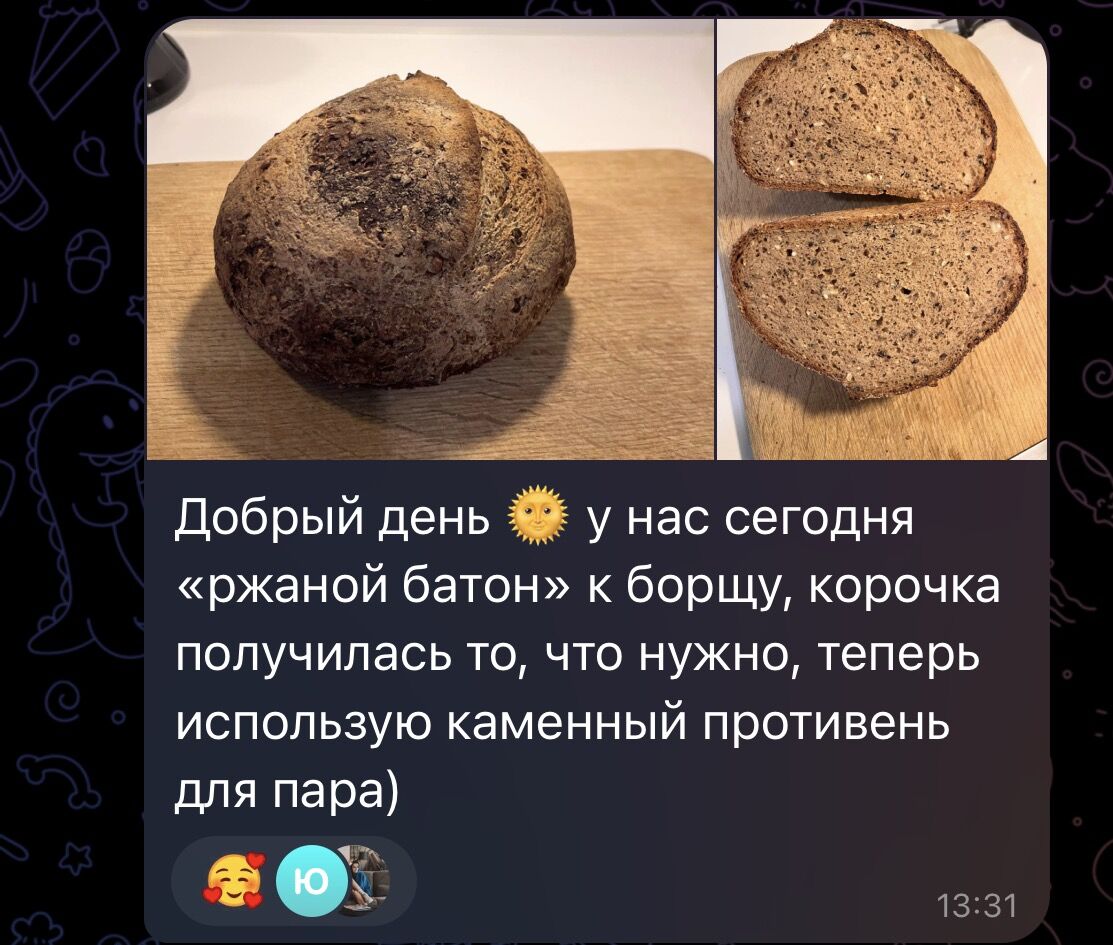 Добрый день 🌞 у нас сегодня
«ржаной батон» к борщу, корочка
получилась то, что нужно, теперь
использую каменный противень
для пара)
Ю
13:31